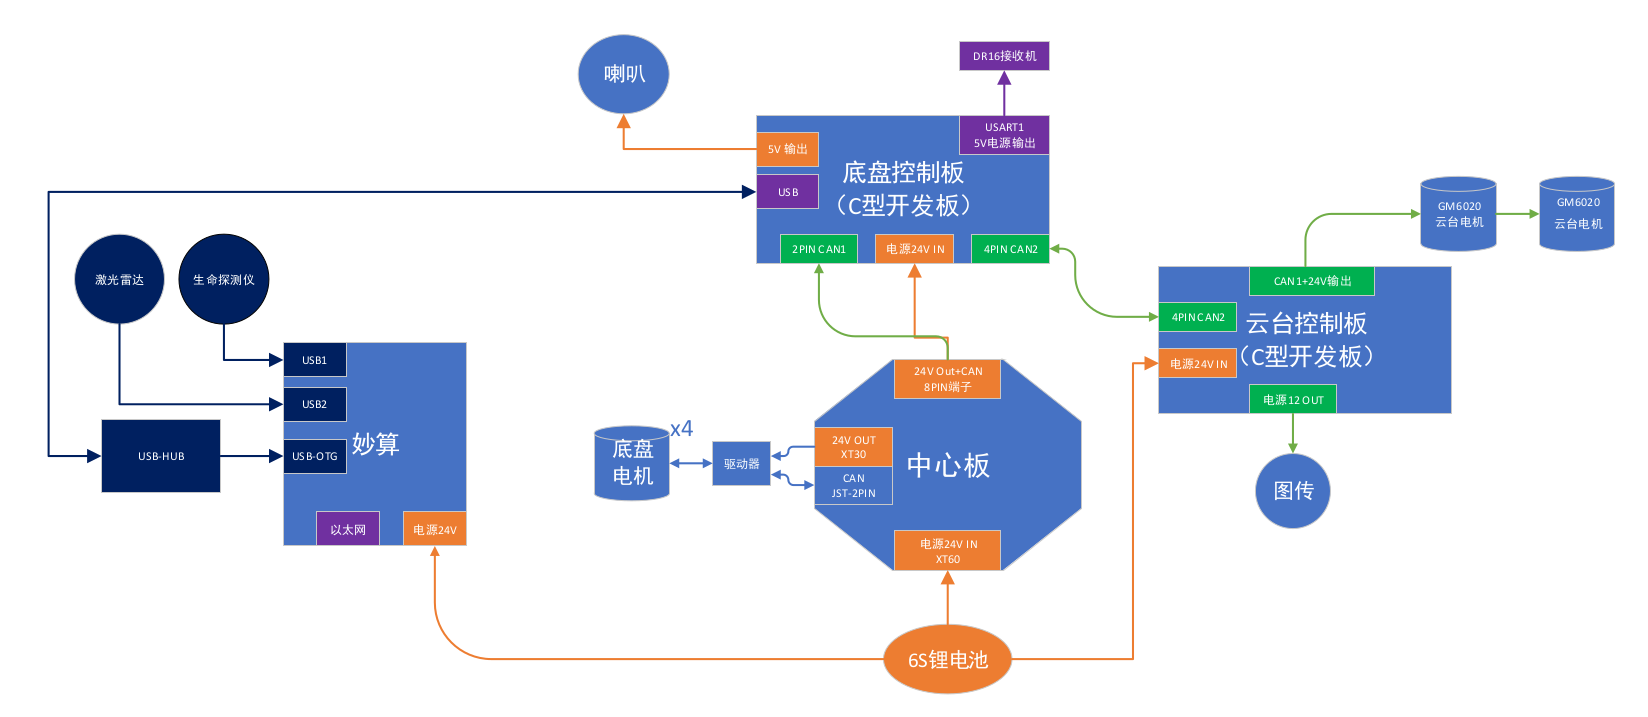 喇叭
DR16接收机
USART1
5V电源输出
5V 输出
底盘控制板
（C型开发板）
USB
2PIN CAN1
电源24V IN
4PIN CAN2
GM6020
云台电机
GM6020
云台电机
CAN1+24V输出
4PIN CAN2
云台控制板
（C型开发板）
电源24V IN
电源12 OUT
图传
激光雷达
生命探测仪
USB1
USB2
USB-OTG
妙算
USB-HUB
以太网
电源24V
24V Out+CAN
8PIN端子
x4
底盘
电机
驱动器
24V OUT
XT30
CAN
JST-2PIN
中心板
电源24V IN
XT60
6S锂电池